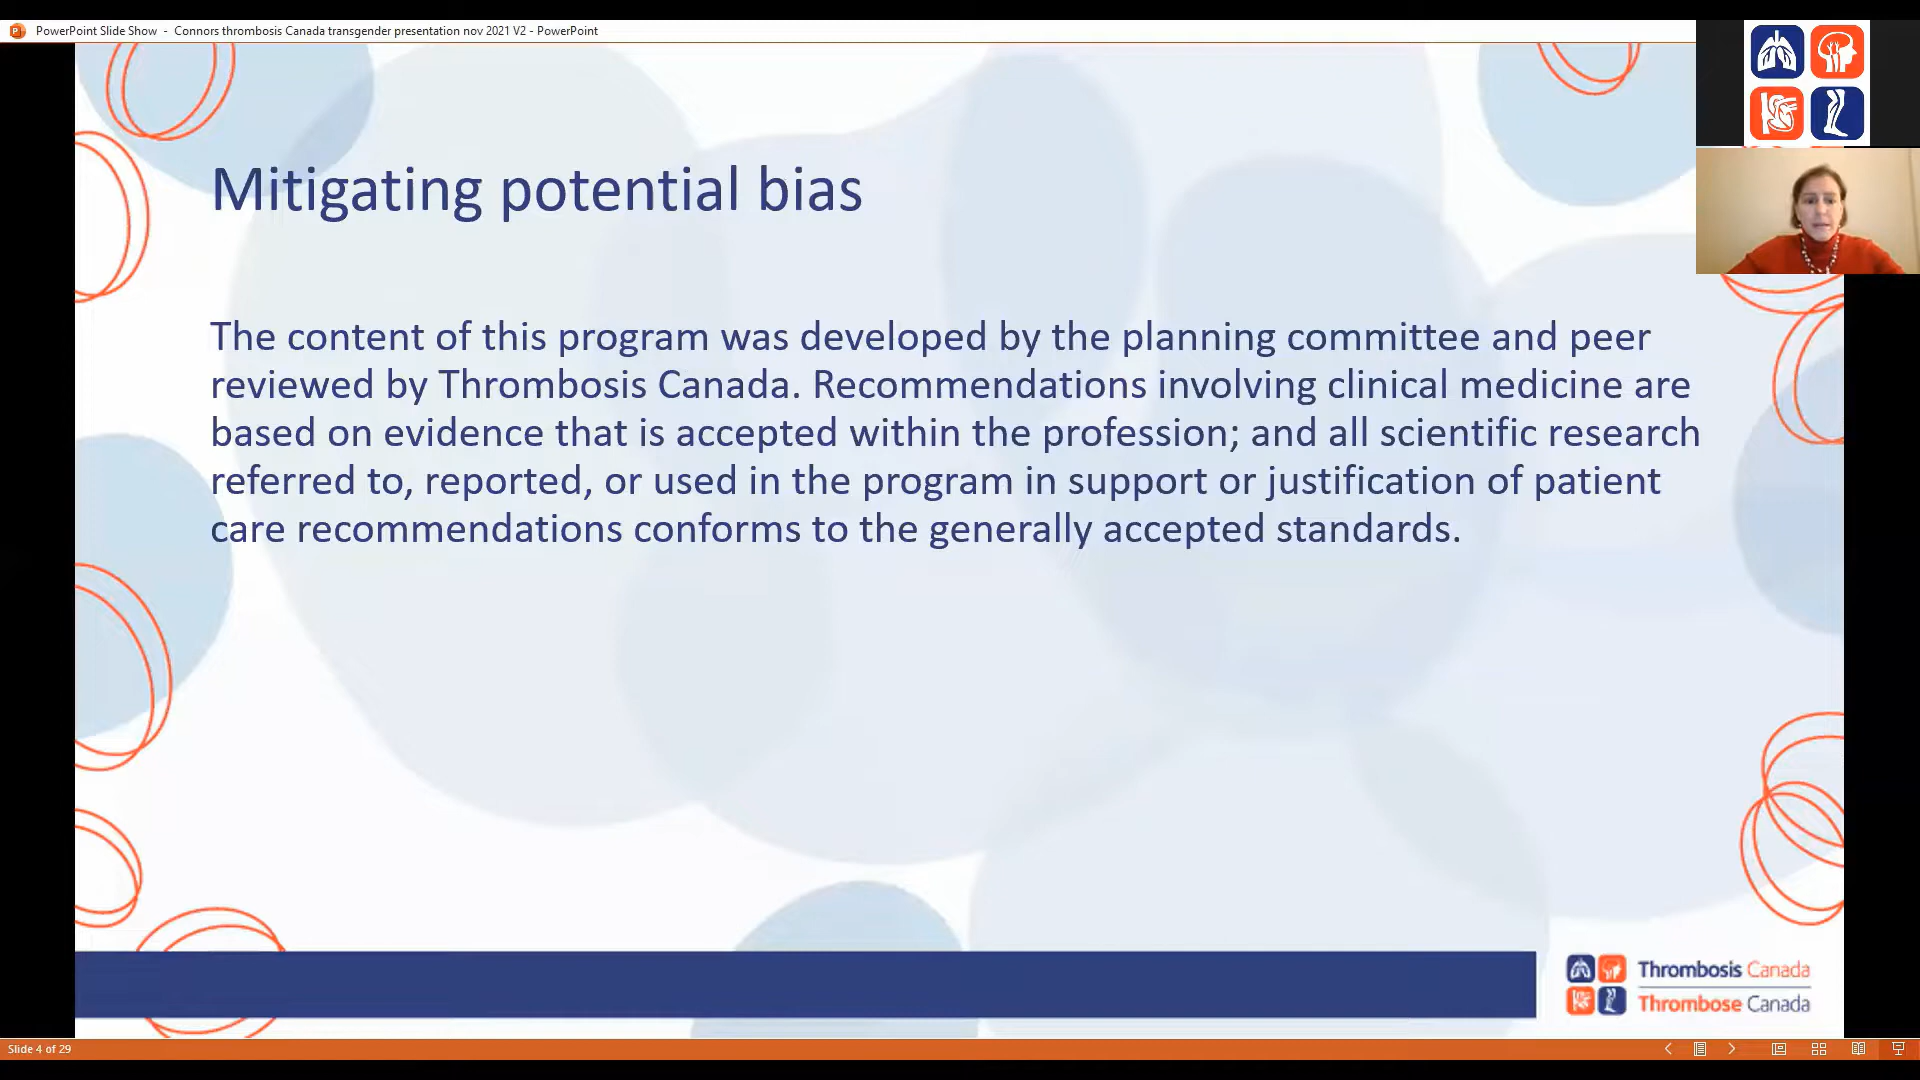 PowerPoint Slide Show - Connors thrombosis Canada transgender presentation nov 2021 V2 - PowerPoint
Mitigating potential bias
The content of this program was developed by the planning committee and peer
reviewed by Thrombosis Canada. Recommendations involving clinical medicine are
based on evidence that is accepted within the profession; and all scientific research
referred to, reported, or used in the program in support or justification of patient
care recommendations conforms to the generally accepted standards.
Thrombosis Canada
Thrombose Canada
Slide 4 of 29